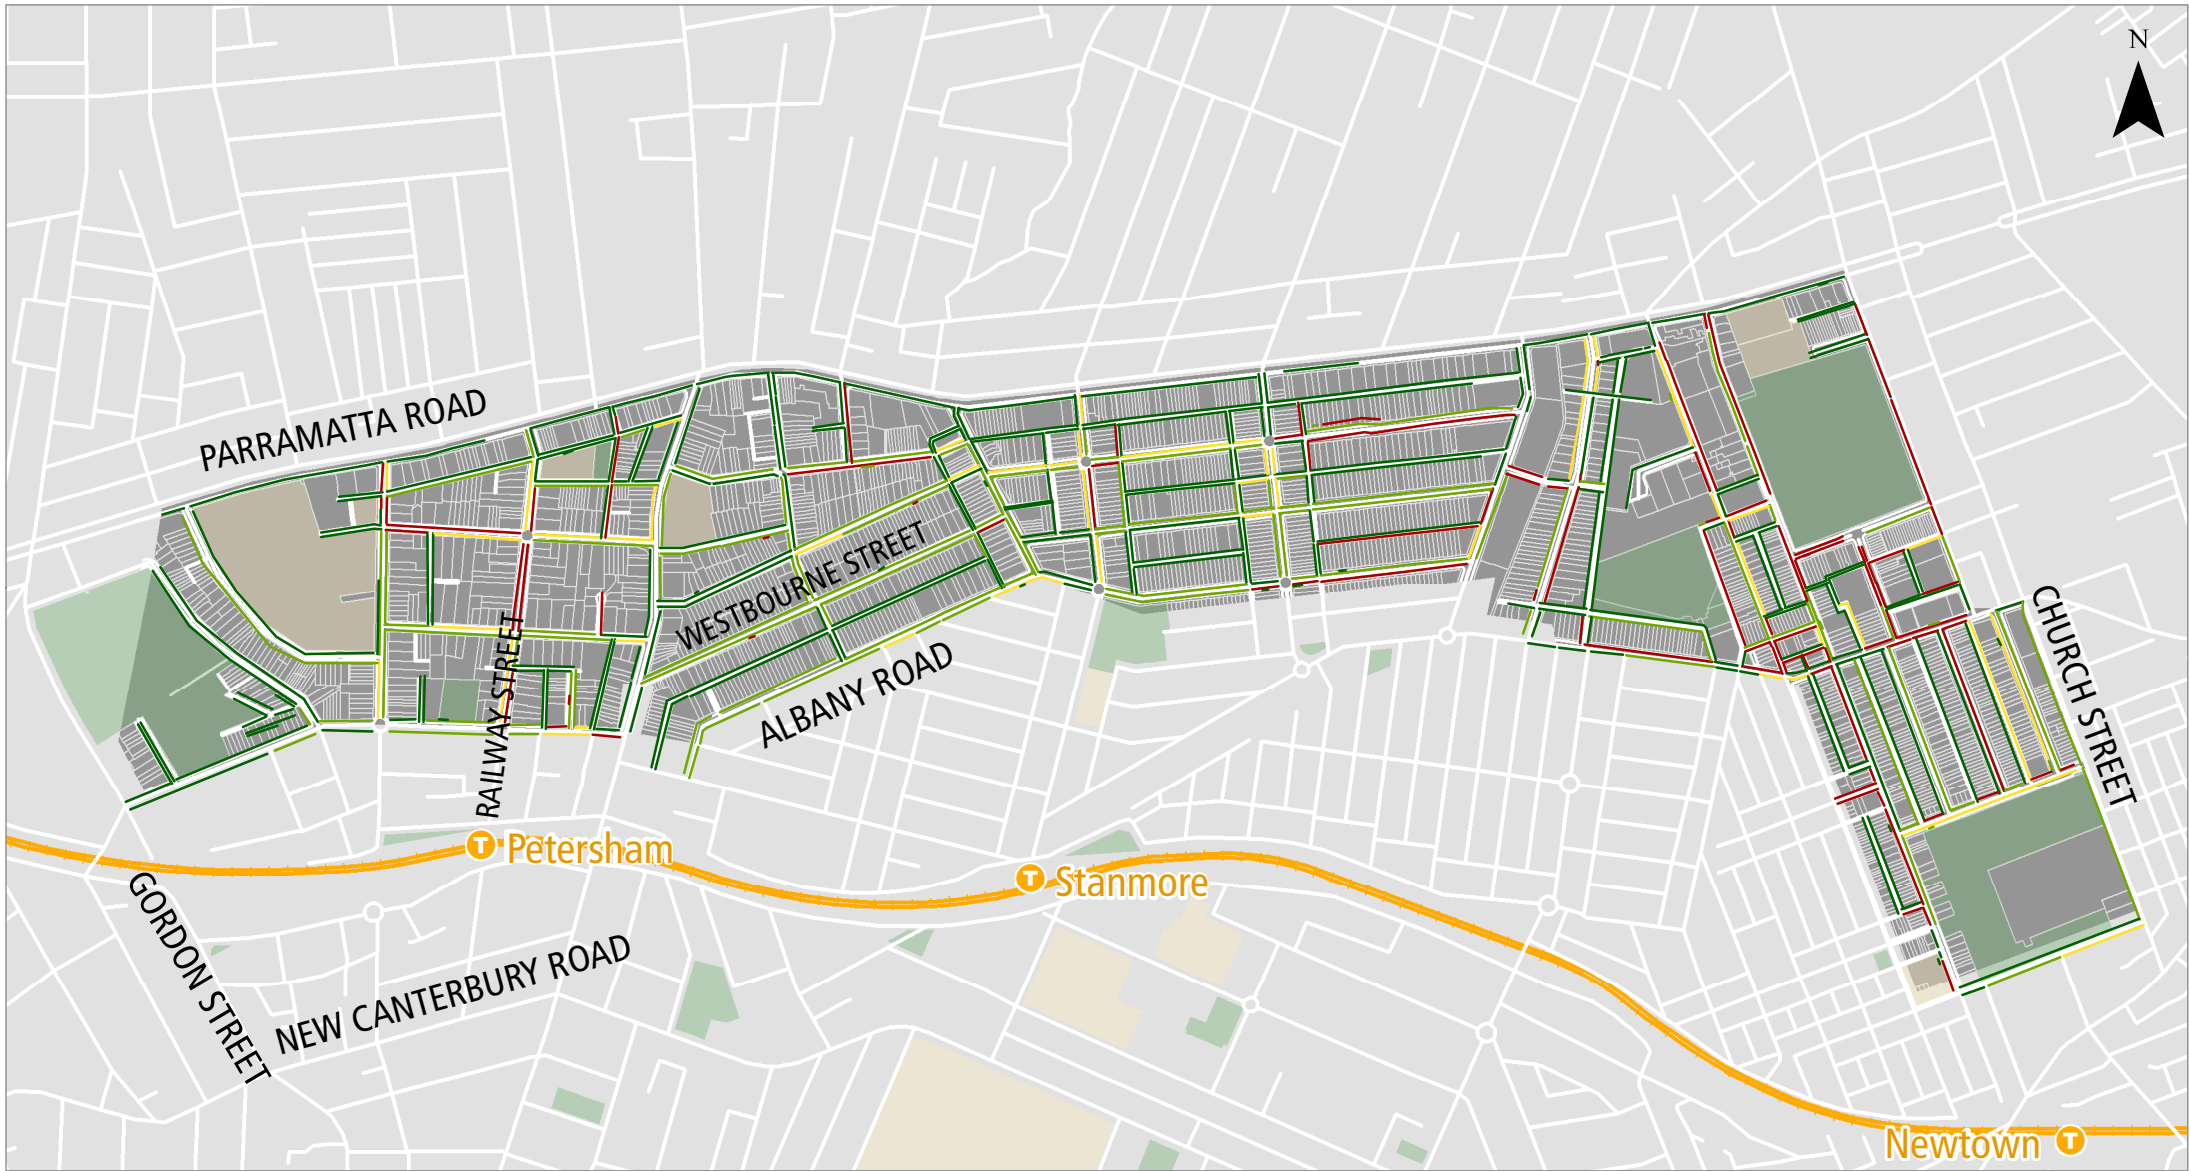 N
PARRAMATTA ROAD
WESTBOURNE STREET
CHURCH STREET
RAILWAY STREET
ALBANY ROAD
T Petersham
T Stanmore
GORDON STREET
NEW CANTERBURY ROAD
Newtown T